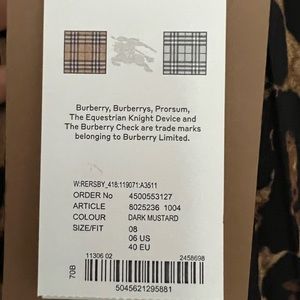 Burberry, Burberrys, Prorsum,
The Equestrian Knight Device and
The Burberry Check are trade marks
belonging to Burberry Limited.
W:RERSBY_418:119071:A3511
ORDER No 4500553127
ARTICLE 8025236 1004
COLOUR DARK MUSTARD
SIZE/FIT 08
06 US
40 EU
11306 02 2458698
70B
5045621295881